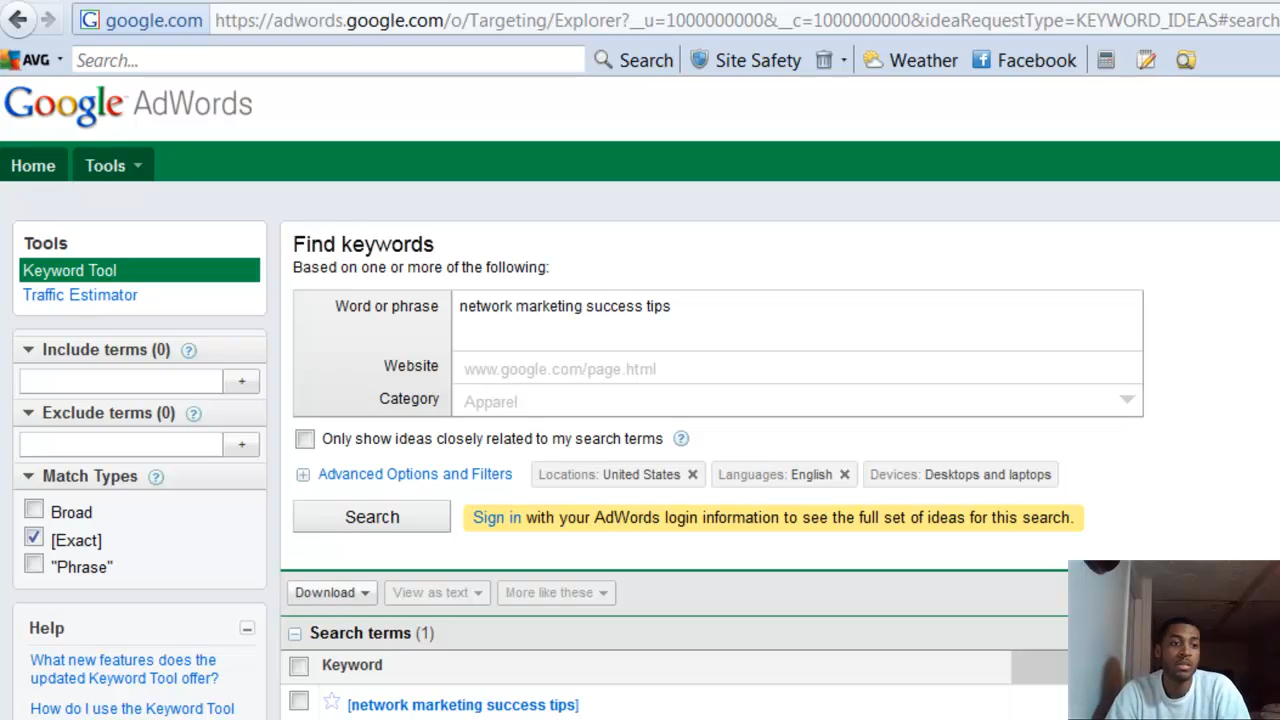 google.com
https://adwords.google.com/o/Targeting/Explorer?__u=1000000000&__c=1000000000&ideaRequestType=KEYWORD_IDEAS#search
AVG Search... Search Site Safety Weather Facebook
Google AdWords
Home Tools
Tools
Keyword Tool
Traffic Estimator
Include terms (0) ?
+
Exclude terms (0) ?
+
Match Types ?
Broad
[Exact]
"Phrase"
Help
What new features does the
updated Keyword Tool offer?
How do I use the Keyword Tool
Find keywords
Based on one or more of the following:
Word or phrase network marketing success tips
Website www.google.com/page.html
Category Apparel
Only show ideas closely related to my search terms ?
Advanced Options and Filters Locations: United States Languages: English Devices: Desktops and laptops
Search Sign in with your AdWords login information to see the full set of ideas for this search.
Download View as text More like these
Search terms (1)
Keyword
[network marketing success tips]